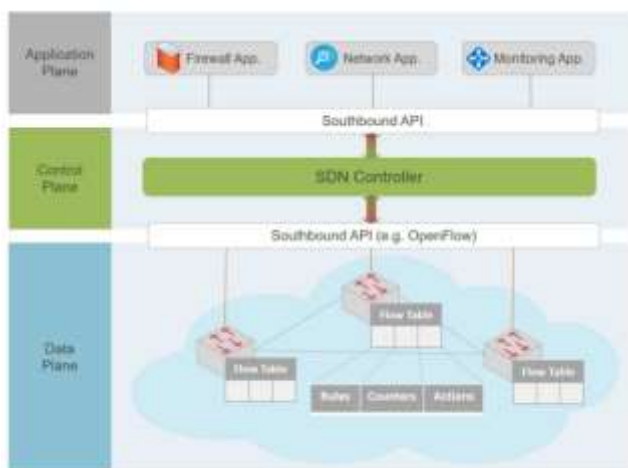 Application
Plane
Firewall App.
Network App.
Monitoring App
Southbound API
Control
Plane
SDN Controller
Southbound API (e.g. OpenFlow)
Data
Plane
Flow Table
Flow Table
Flow Table
Rules
Counters
Actions